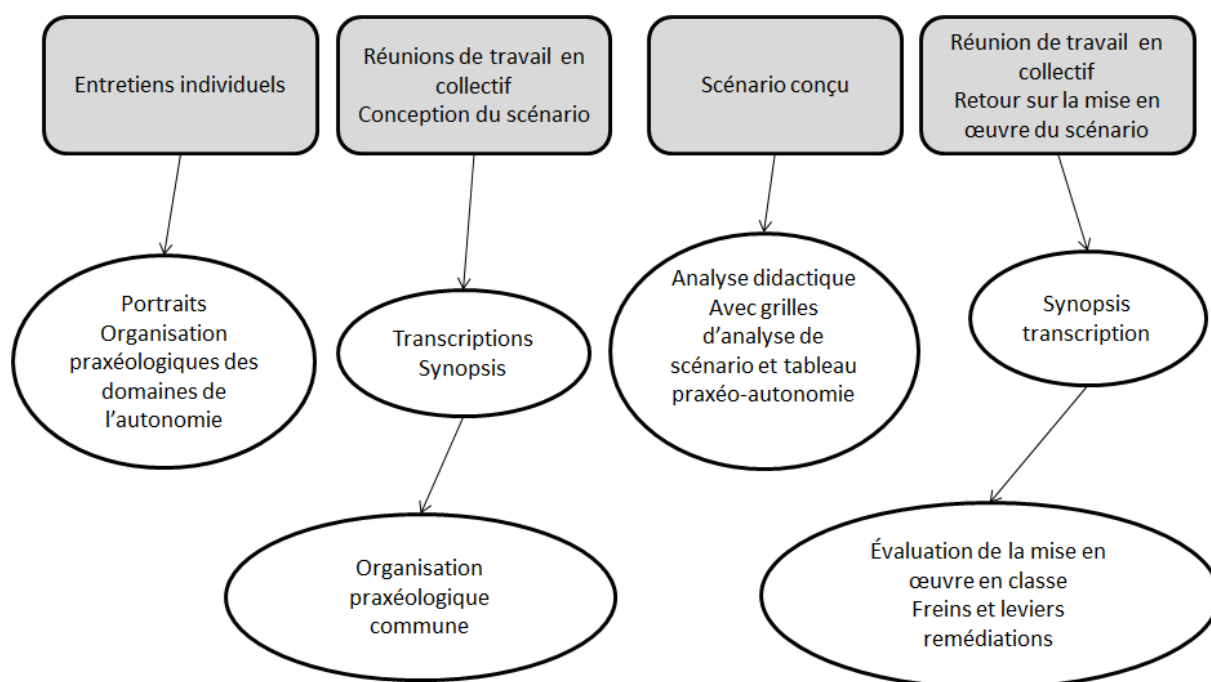 Entretiens individuels
Réunions de travail en
collectif
Conception du scénario
Scénario conçu
Réunion de travail en
collectif
Retour sur la mise en
œuvre du scénario
Portraits
Organisation
praxéologiques des
domaines de
l’autonomie
Transcriptions
Synopsis
Analyse didactique
Avec grilles
d’analyse de
scénario et tableau
praxéo-autonomie
Synopsis
transcription
Organisation
praxéologique
commune
Évaluation de la mise en
œuvre en classe
Freins et leviers
remédiations